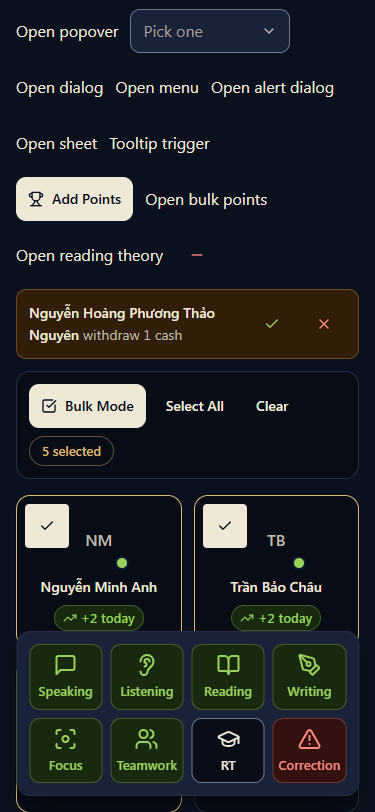 Open popover
Pick one
Open dialog Open menu Open alert dialog
Open sheet Tooltip trigger
Add Points Open bulk points
Open reading theory
Nguyễn Hoàng Phương Thảo
Nguyên withdraw 1 cash
Bulk Mode Select All Clear
5 selected
NM
TB
Nguyễn Minh Anh
Trần Bảo Châu
+2 today
+2 today
Speaking Listening Reading Writing
Focus Teamwork RT Correction